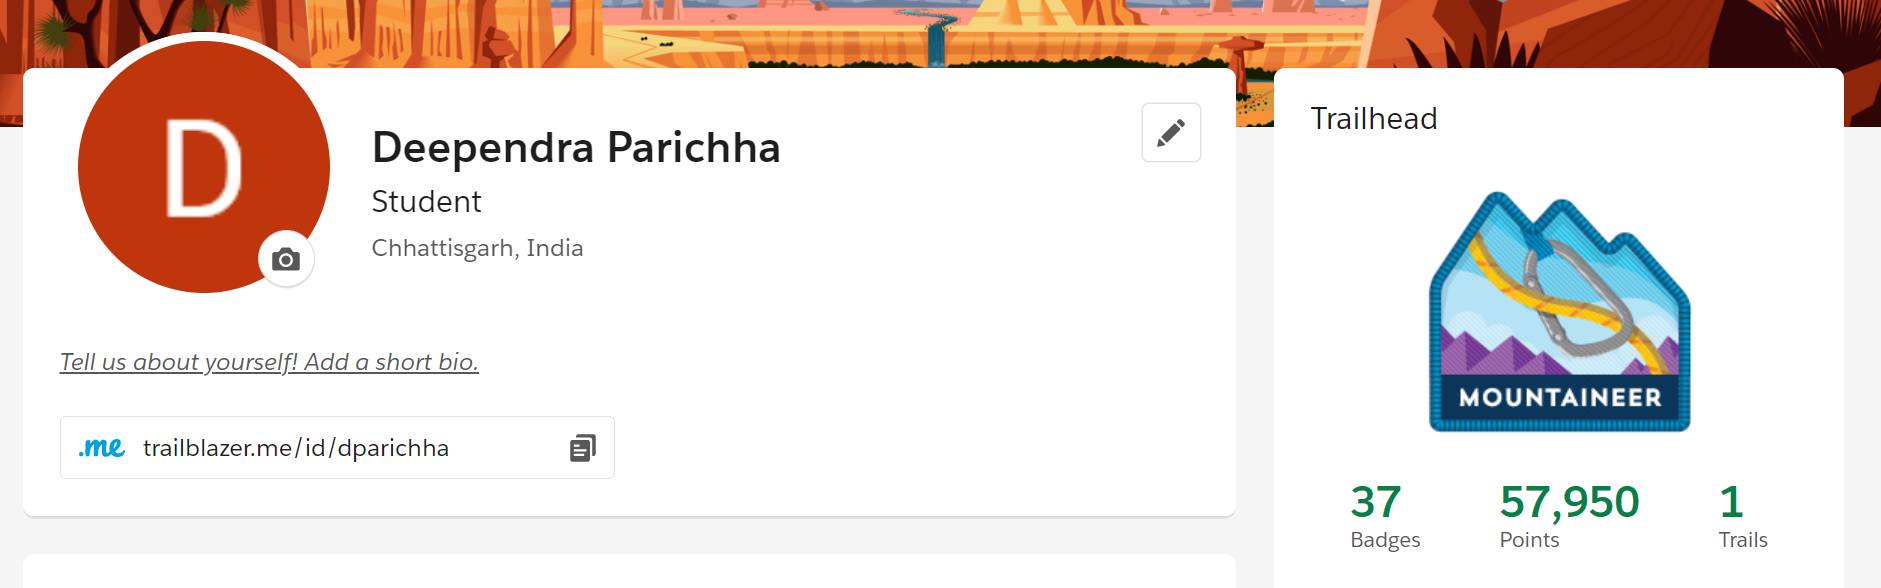 D
Deependra Parichha
Student
Chhattisgarh, India
Tell us about yourself! Add a short bio.
.me trailblazer.me/id/dparichha
Trailhead
MOUNTAINEER
37 57,950 1
Badges Points Trails